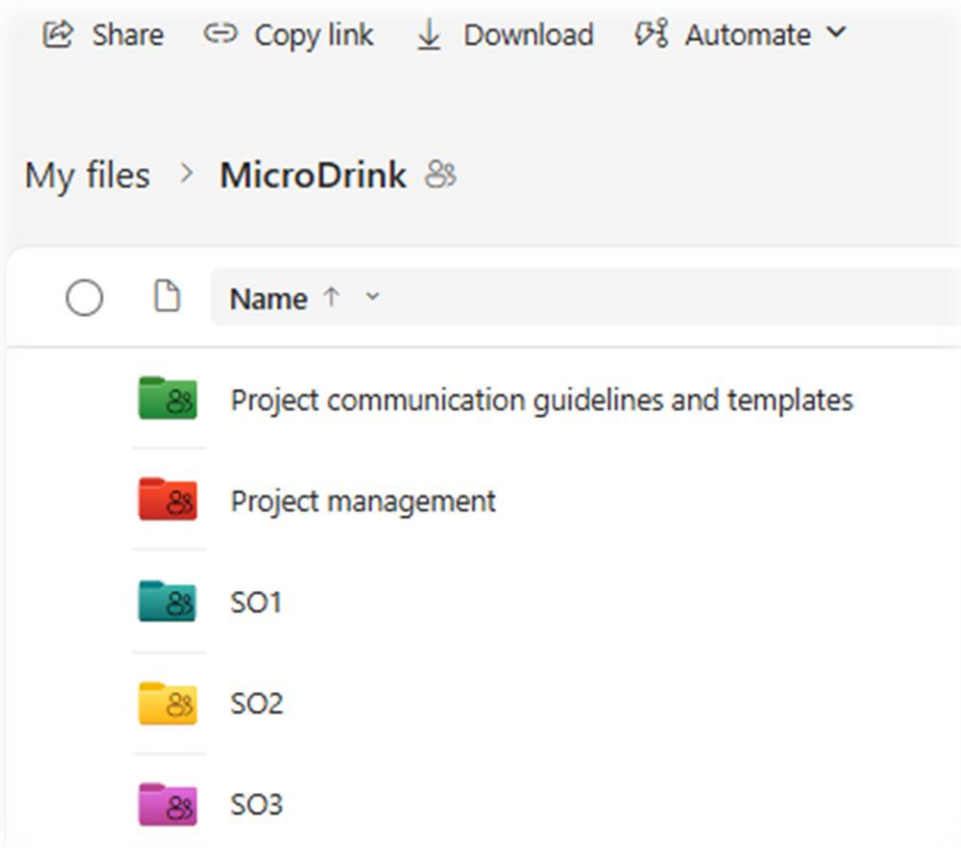 Share Copy link Download Automate
My files > MicroDrink
Name
Project communication guidelines and templates
Project management
SO1
SO2
SO3